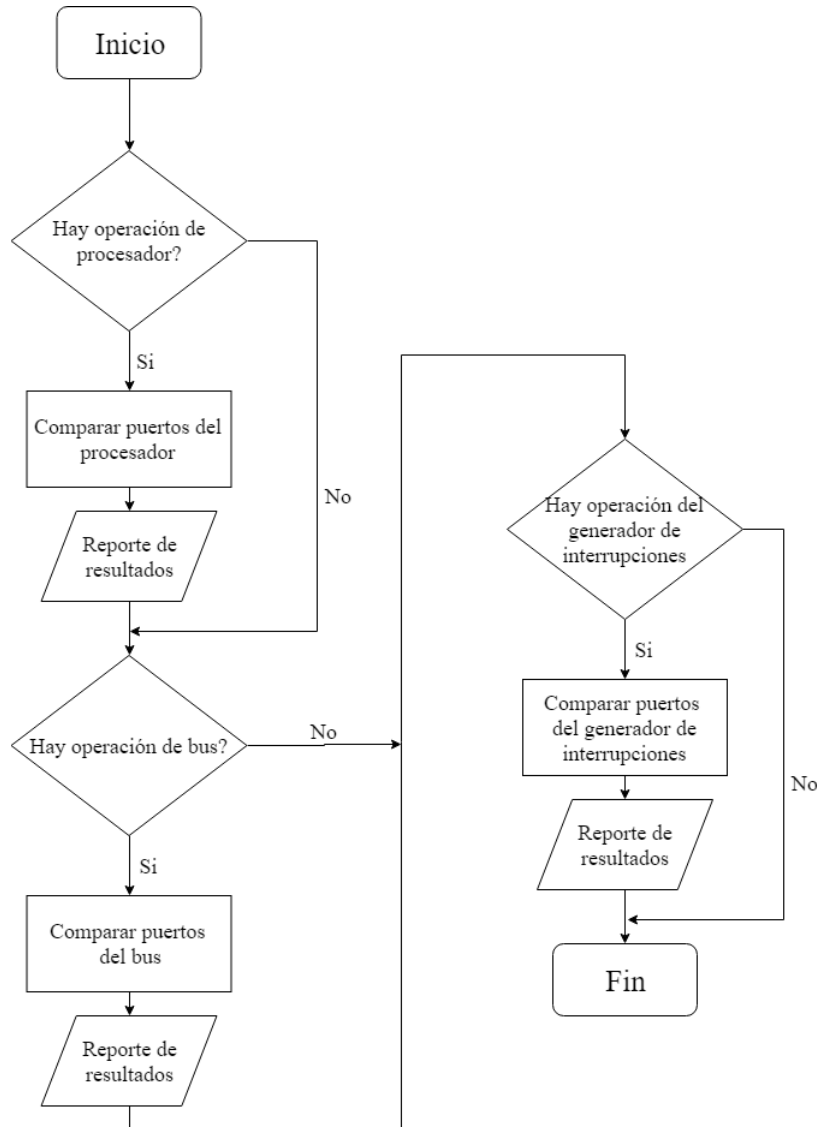 Inicio
Hay operación de
procesador?
Si
No
Comparar puertos del
procesador
Reporte de
resultados
Hay operación de bus?
No
Si
Comparar puertos
del bus
Reporte de
resultados
Hay operación del
generador de
interrupciones
Si
No
Comparar puertos
del generador de
interrupciones
Reporte de
resultados
Fin